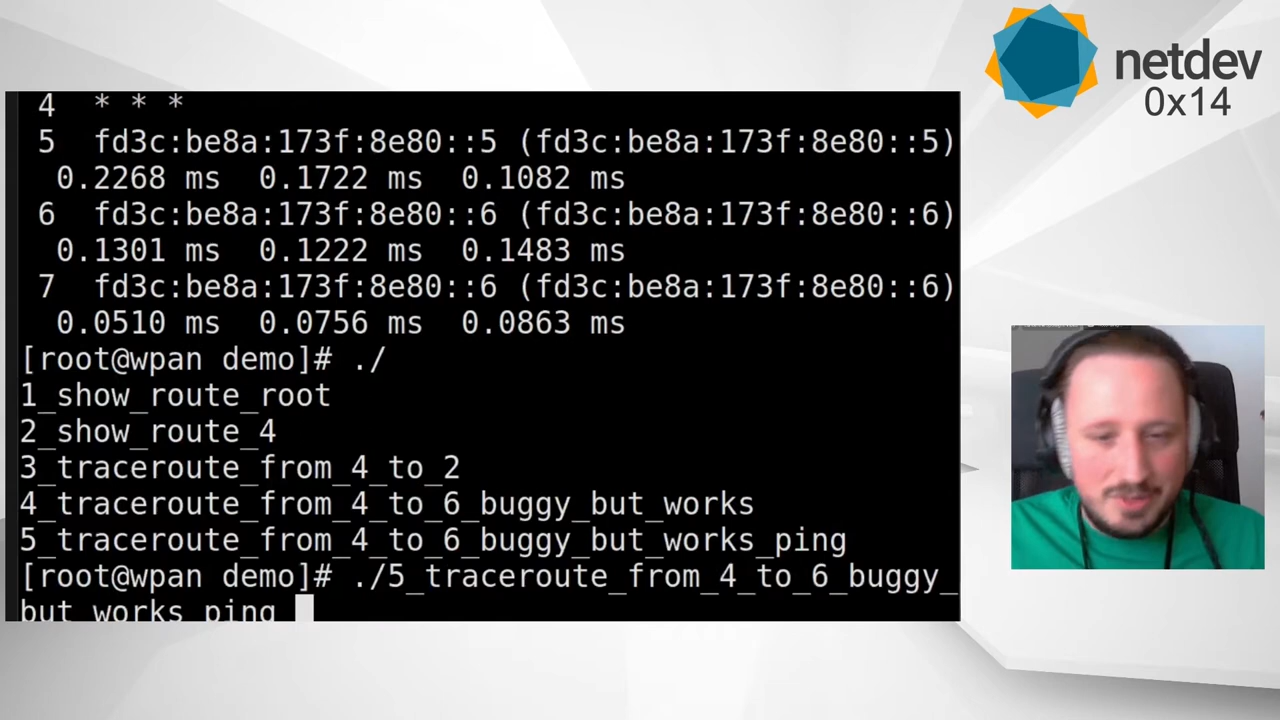 netdev
0x14
4 * * *
5 fd3c:be8a:173f:8e80::5 (fd3c:be8a:173f:8e80::5)
0.2268 ms 0.1722 ms 0.1082 ms
6 fd3c:be8a:173f:8e80::6 (fd3c:be8a:173f:8e80::6)
0.1301 ms 0.1222 ms 0.1483 ms
7 fd3c:be8a:173f:8e80::6 (fd3c:be8a:173f:8e80::6)
0.0510 ms 0.0756 ms 0.0863 ms
[root@wpan demo]# ./
1_show_route_root
2_show_route_4
3_traceroute_from_4_to_2
4_traceroute_from_4_to_6_buggy_but_works
5_traceroute_from_4_to_6_buggy_but_works_ping
[root@wpan demo]# ./5_traceroute_from_4_to_6_buggy_
but_works_ping